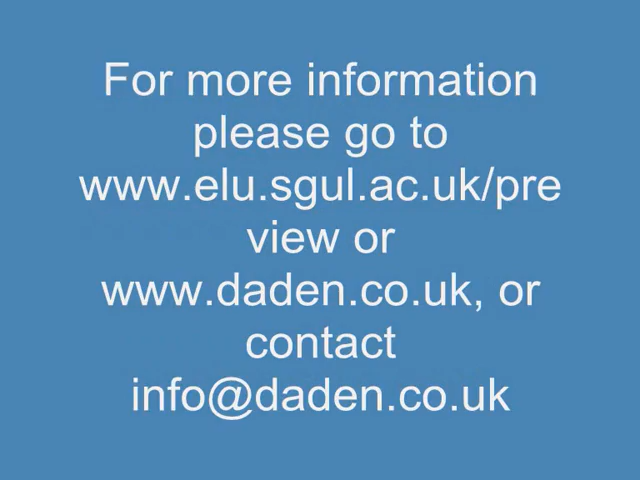 For more information
please go to
www.elu.sgul.ac.uk/pre
view or
www.daden.co.uk, or
contact
info@daden.co.uk